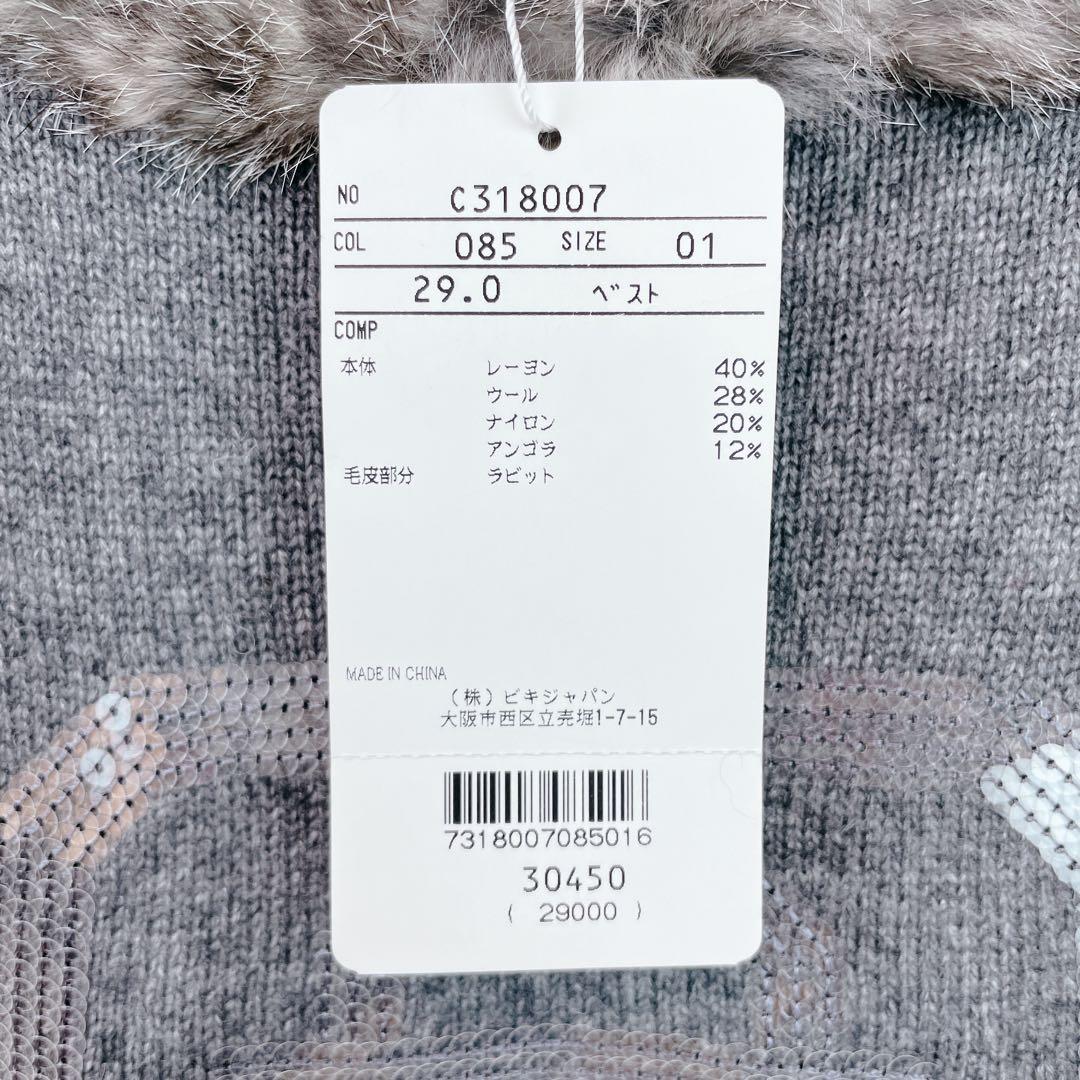 NO C318007
COL 085 SIZE 01
29.0 ベスト
COMP
本体 レーヨン 40%
ウール 28%
ナイロン 20%
アンゴラ 12%
毛皮部分 ラビット
MADE IN CHINA
(株)ビキジャパン
大阪市西区立売堀1-7-15
7318007085016
30450
( 29000 )